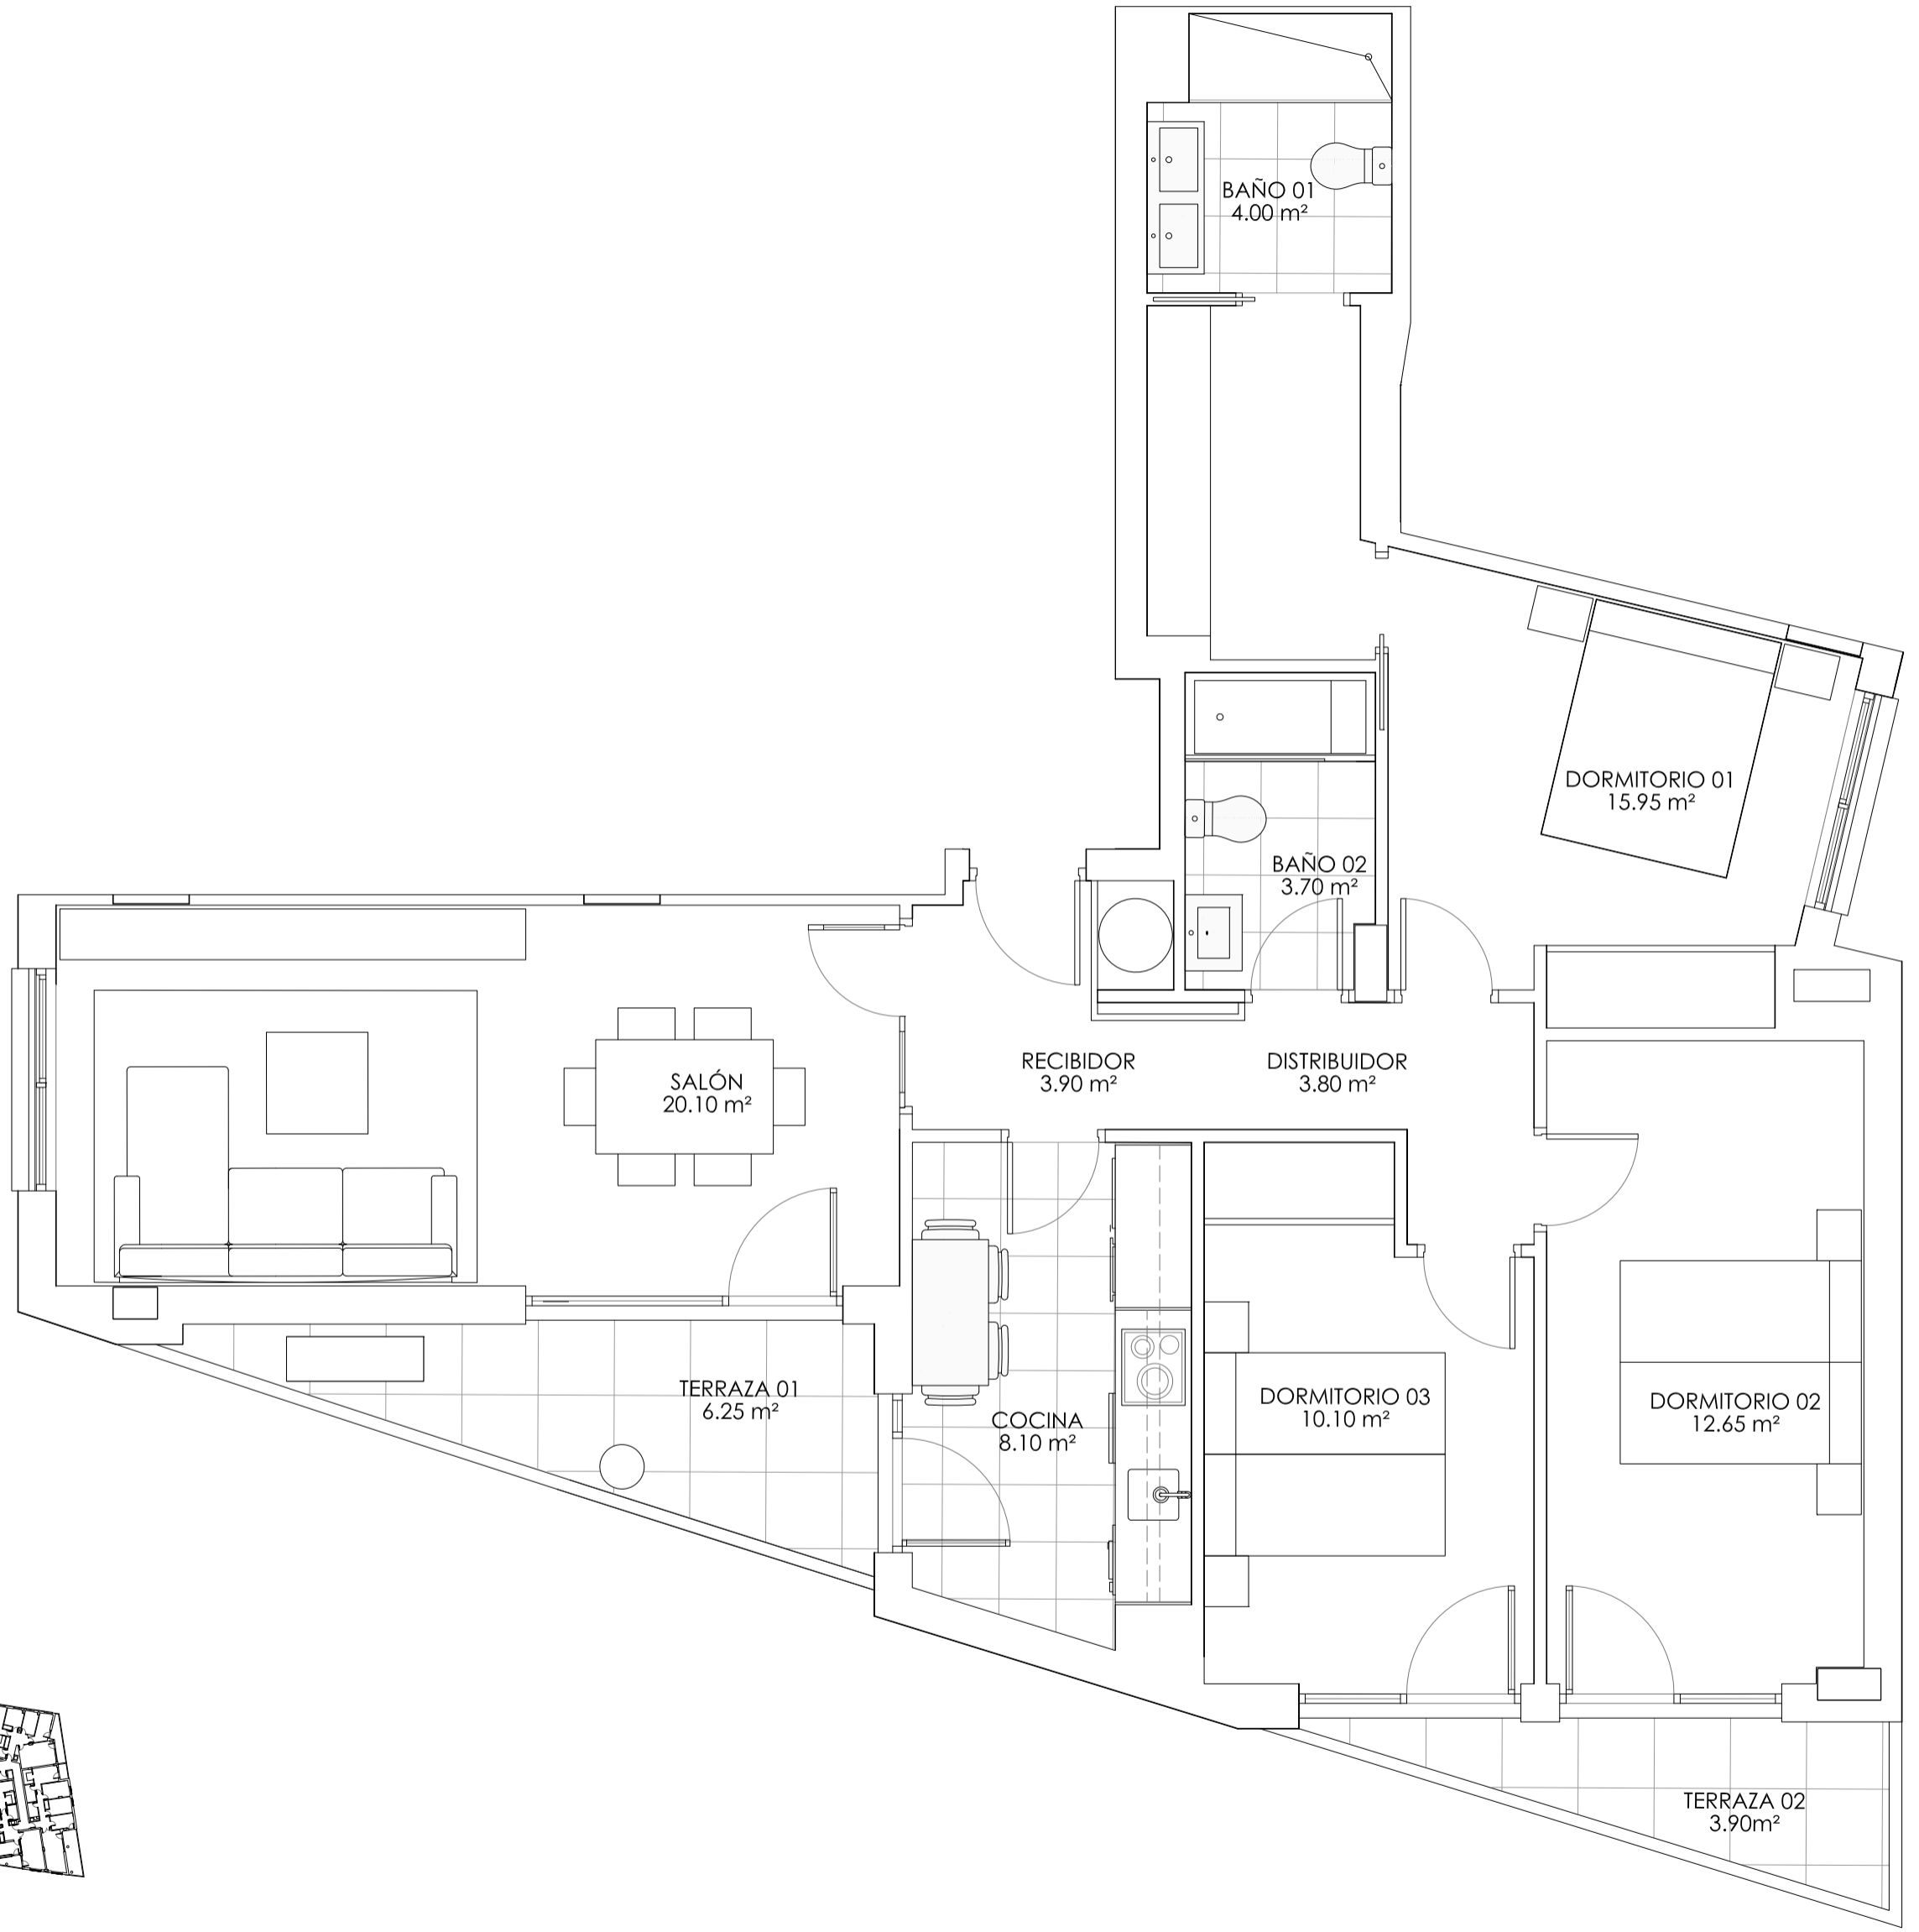 BAÑO 01
4.00 m²
DORMITORIO 01
15.95 m²
BAÑO 02
3.70 m²
RECIBIDOR
3.90 m²
DISTRIBUIDOR
3.80 m²
SALÓN
20.10 m²
TERRAZA 01
6.25 m²
COCINA
8.10 m²
DORMITORIO 03
10.10 m²
DORMITORIO 02
12.65 m²
TERRAZA 02
3.90m²